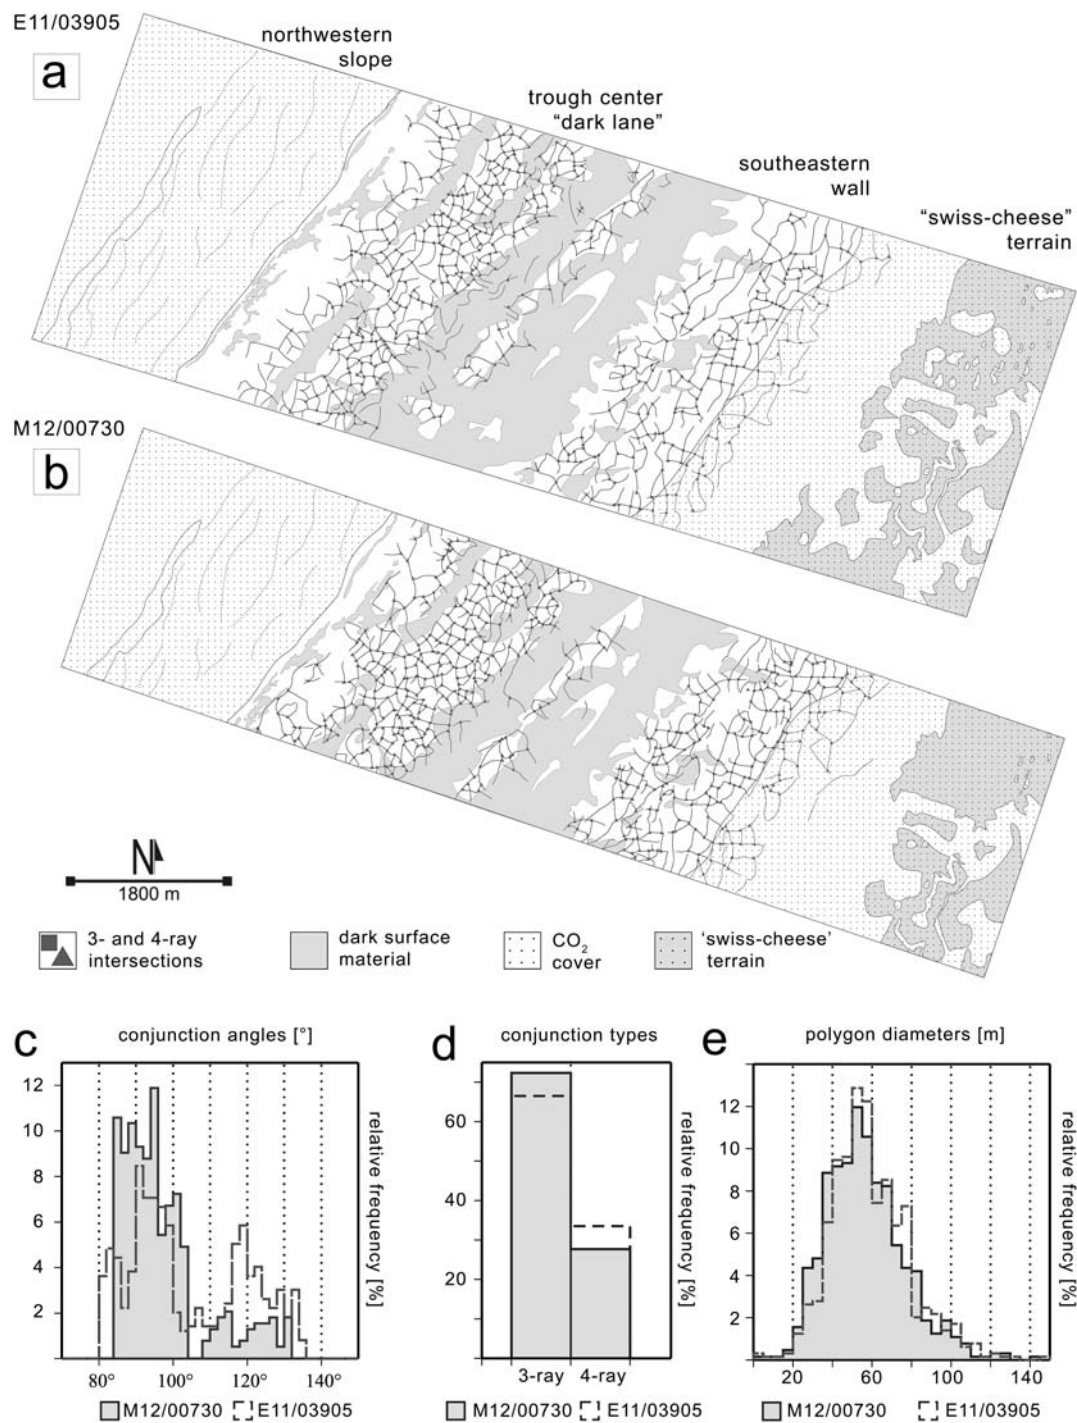 E11/03905
a
northwestern
slope
trough center
“dark lane”
southeastern
wall
“swiss-cheese”
terrain
M12/00730
b
N
1800 m
3- and 4-ray
intersections
dark surface
material
CO₂
cover
'swiss-cheese'
terrain
c
conjunction angles [°]
12
10
8
6
4
2
80°
100°
120°
140°
relative frequency [%]
M12/00730
E11/03905
d
conjunction types
60
40
20
3-ray
4-ray
relative frequency [%]
M12/00730
E11/03905
e
polygon diameters [m]
12
10
8
6
4
2
20
60
100
140
relative frequency [%]
M12/00730
E11/03905